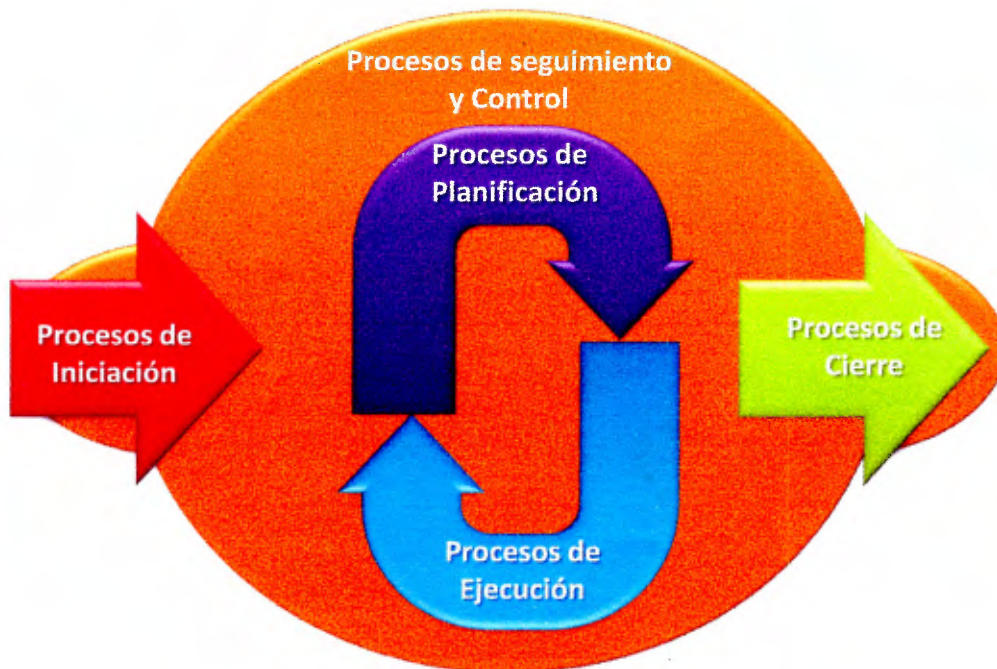 Procesos de seguimiento
y Control
Procesos de
Planificación
Procesos de
Iniciación
Procesos de
Cierre
Procesos de
Ejecución